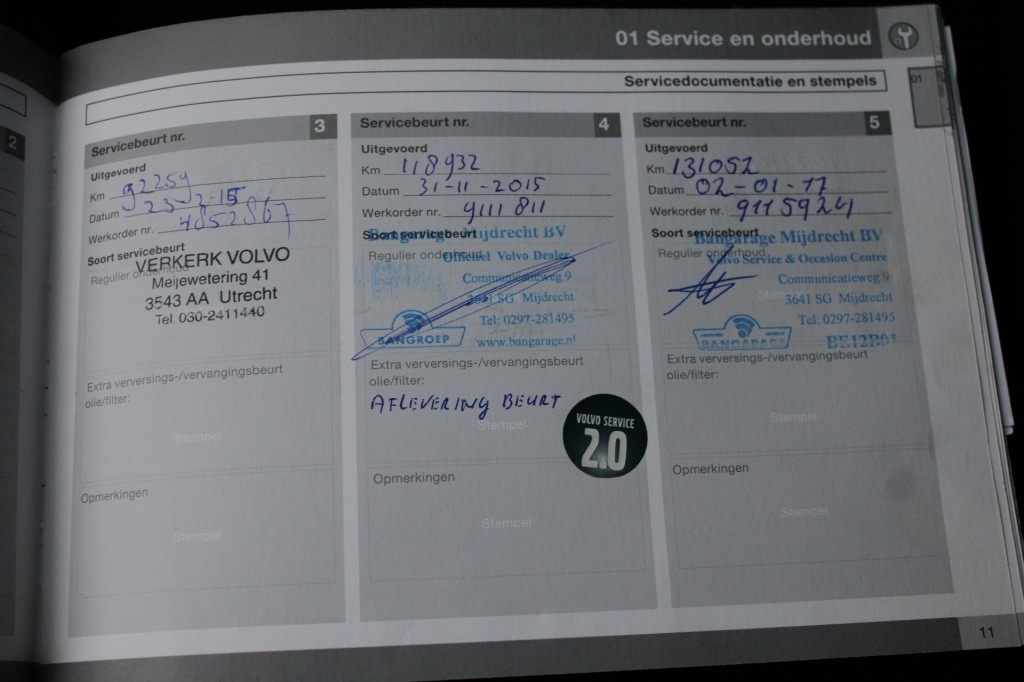 01 Service en onderhoud
Servicedocumentatie en stempels
01
2
Servicebeurt nr. 3
Uitgevoerd
Km 92259
Datum 23-2-15
Werkorder nr. 4852867
Soort servicebeurt
Regulier onderhoud
VERKERK VOLVO
Meijewetering 41
3543 AA Utrecht
Tel. 030-2411440
Extra verversings-/vervangingsbeurt
olie/filter:
Stempel
Opmerkingen
Stempel
Servicebeurt nr. 4
Uitgevoerd
Km 118932
Datum 31-11-2015
Werkorder nr. 9111811
Soort servicebeurt
Bangarage Mijdrecht BV
Regulier onderhoud
Officieel Volvo Dealer
Communicatieweg 9
3641 SG Mijdrecht
Tel: 0297-281495
BANGROEP
www.bangarage.nl
Extra verversings-/vervangingsbeurt
olie/filter:
AFLEVERING BEURT
Stempel
VOLVO SERVICE
2.0
Opmerkingen
Stempel
Servicebeurt nr. 5
Uitgevoerd
Km 131052
Datum 02-01-17
Werkorder nr. 9115924
Soort servicebeurt
Bangarage Mijdrecht BV
Regulier onderhoud
Volvo Service & Occasion Centre
Communicatieweg 9
3641 SG Mijdrecht
Tel: 0297-281495
BANGARAGE
BE12B01
Extra verversings-/vervangingsbeurt
olie/filter:
Stempel
Opmerkingen
Stempel
11